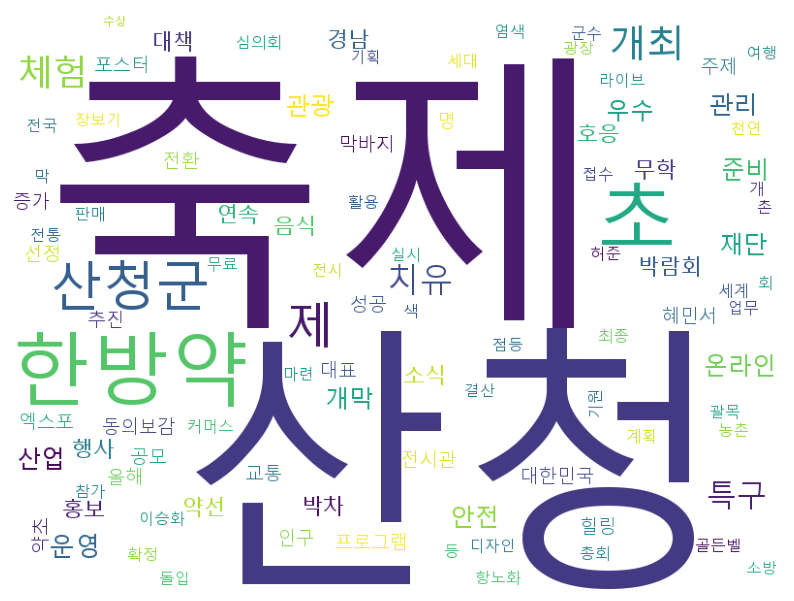 수상
대책
심의회
경남
기획
세대
염색
군수
광장
개최
여행
체험
포스터
축제
관광
라이브
주제
전국
장보기
명
우수
관리
천연
막바지
호응
전환
무학
준비
막
접수
개
증가
판매
연속
음식
활용
초
촌
전통
선정
무료
전시
실시
허준
재단
박람회
회
산청군
치유
세계
업무
추진
제
성공
색
혜민서
한방약
산청
점등
최종
마련
대표
소식
온라인
결산
개막
기원
괄목
엑스포
동의보감
커머스
계획
농촌
산업
행사
공모
전시관
교통
대한민국
올해
참가
특구
홍보
약선
박차
안전
이승화
힐링
약초
운영
확정
인구
프로그램
등
디자인
총회
골든벨
돌입
항노화
소방